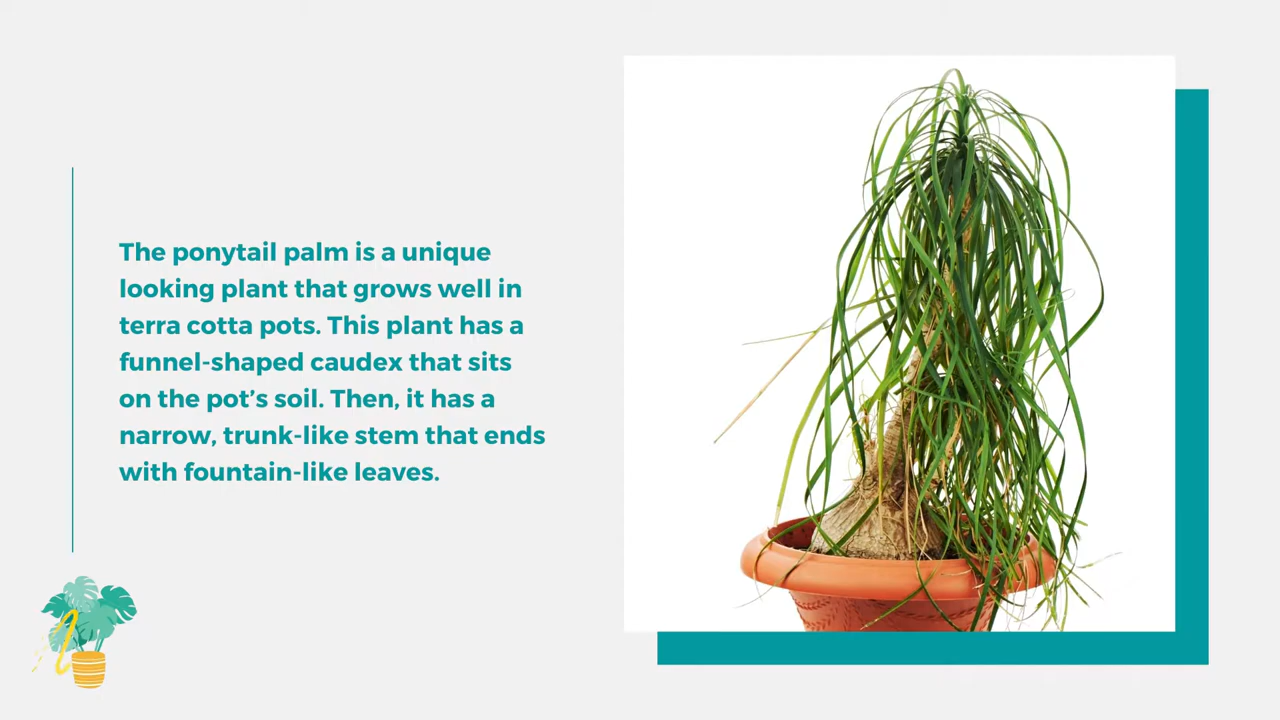 The ponytail palm is a unique
looking plant that grows well in
terra cotta pots. This plant has a
funnel-shaped caudex that sits
on the pot’s soil. Then, it has a
narrow, trunk-like stem that ends
with fountain-like leaves.